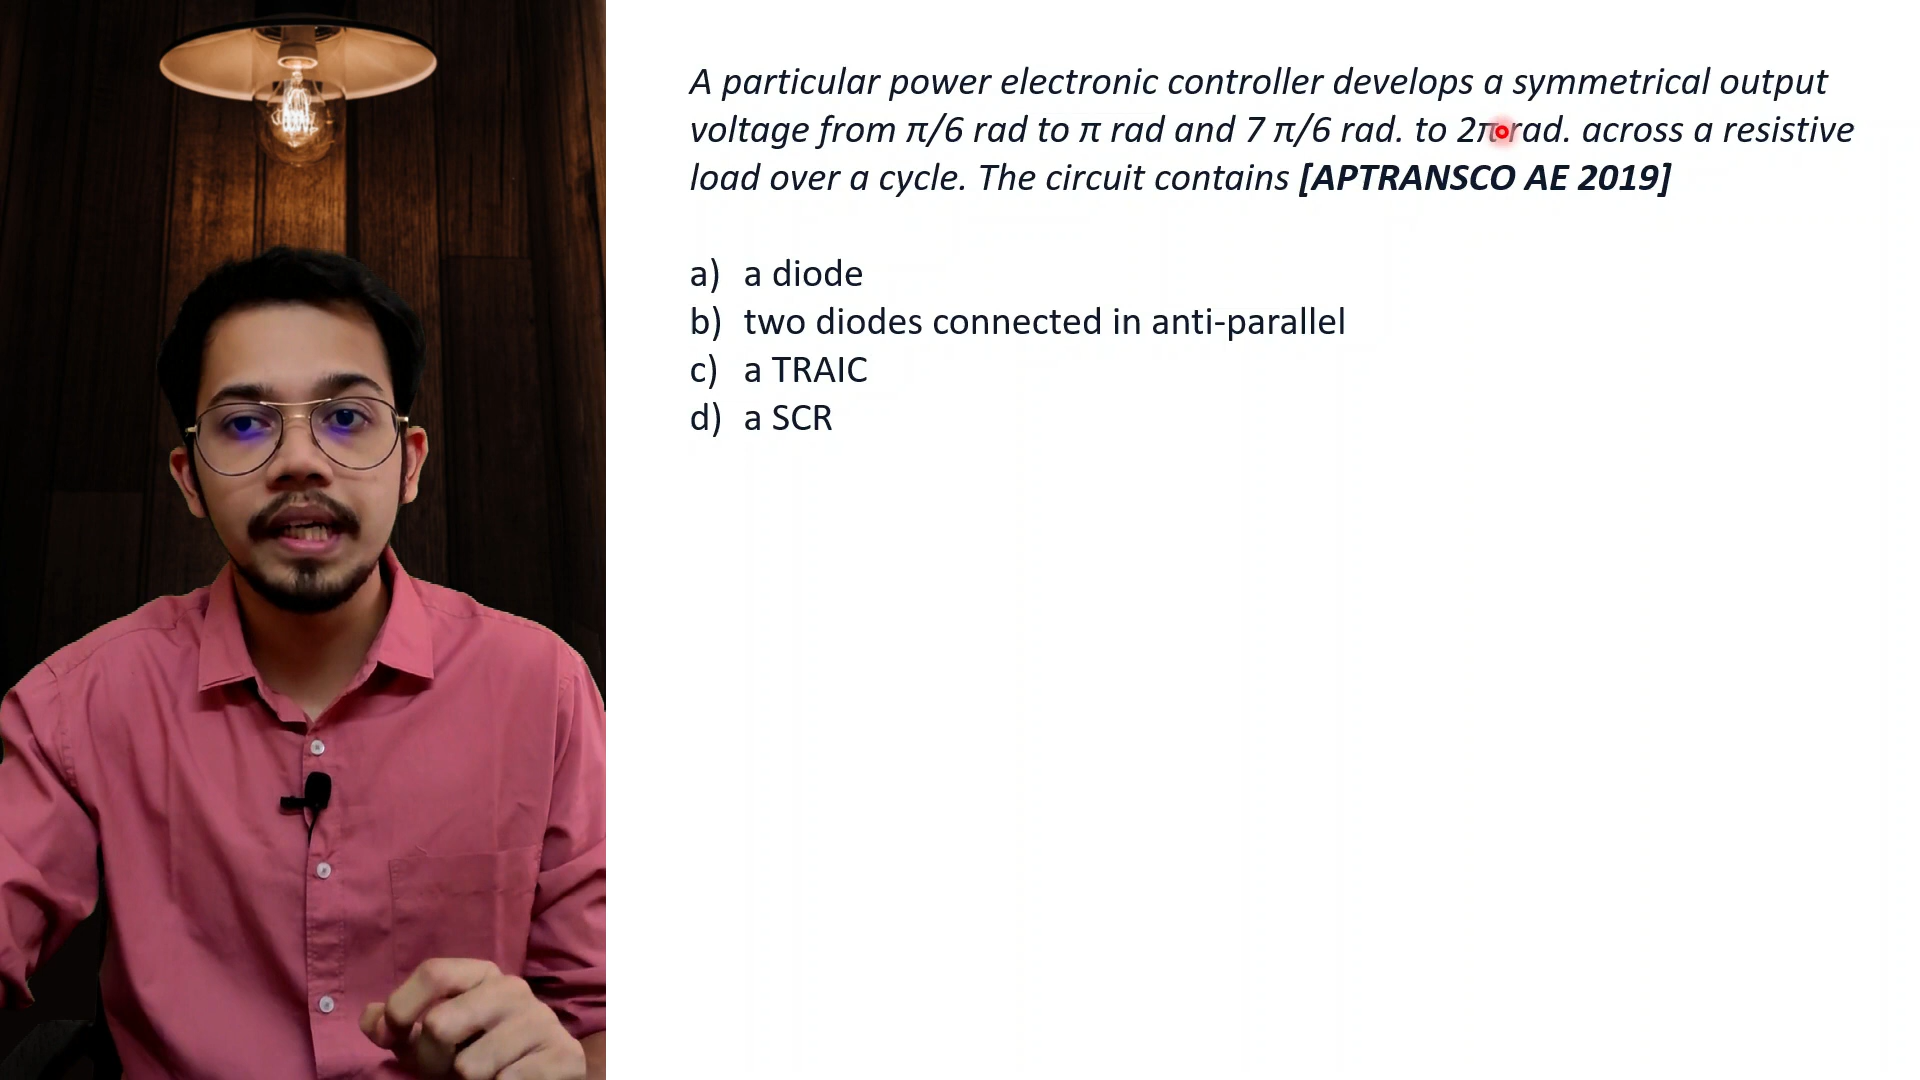 A particular power electronic controller develops a symmetrical output
voltage from π/6 rad to π rad and 7 π/6 rad. to 2π rad. across a resistive
load over a cycle. The circuit contains [APTRANSCO AE 2019]
a) a diode
b) two diodes connected in anti-parallel
c) a TRAIC
d) a SCR